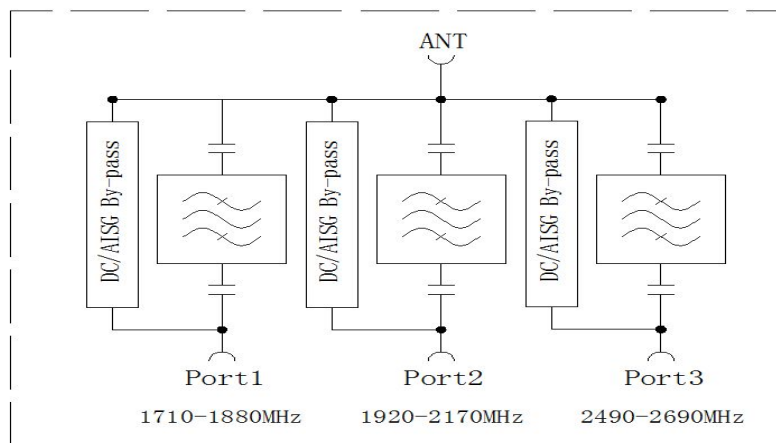 ANT
DC/AISG By-pass
DC/AISG By-pass
DC/AISG By-pass
Port1
Port2
Port3
1710-1880MHz
1920-2170MHz
2490-2690MHz